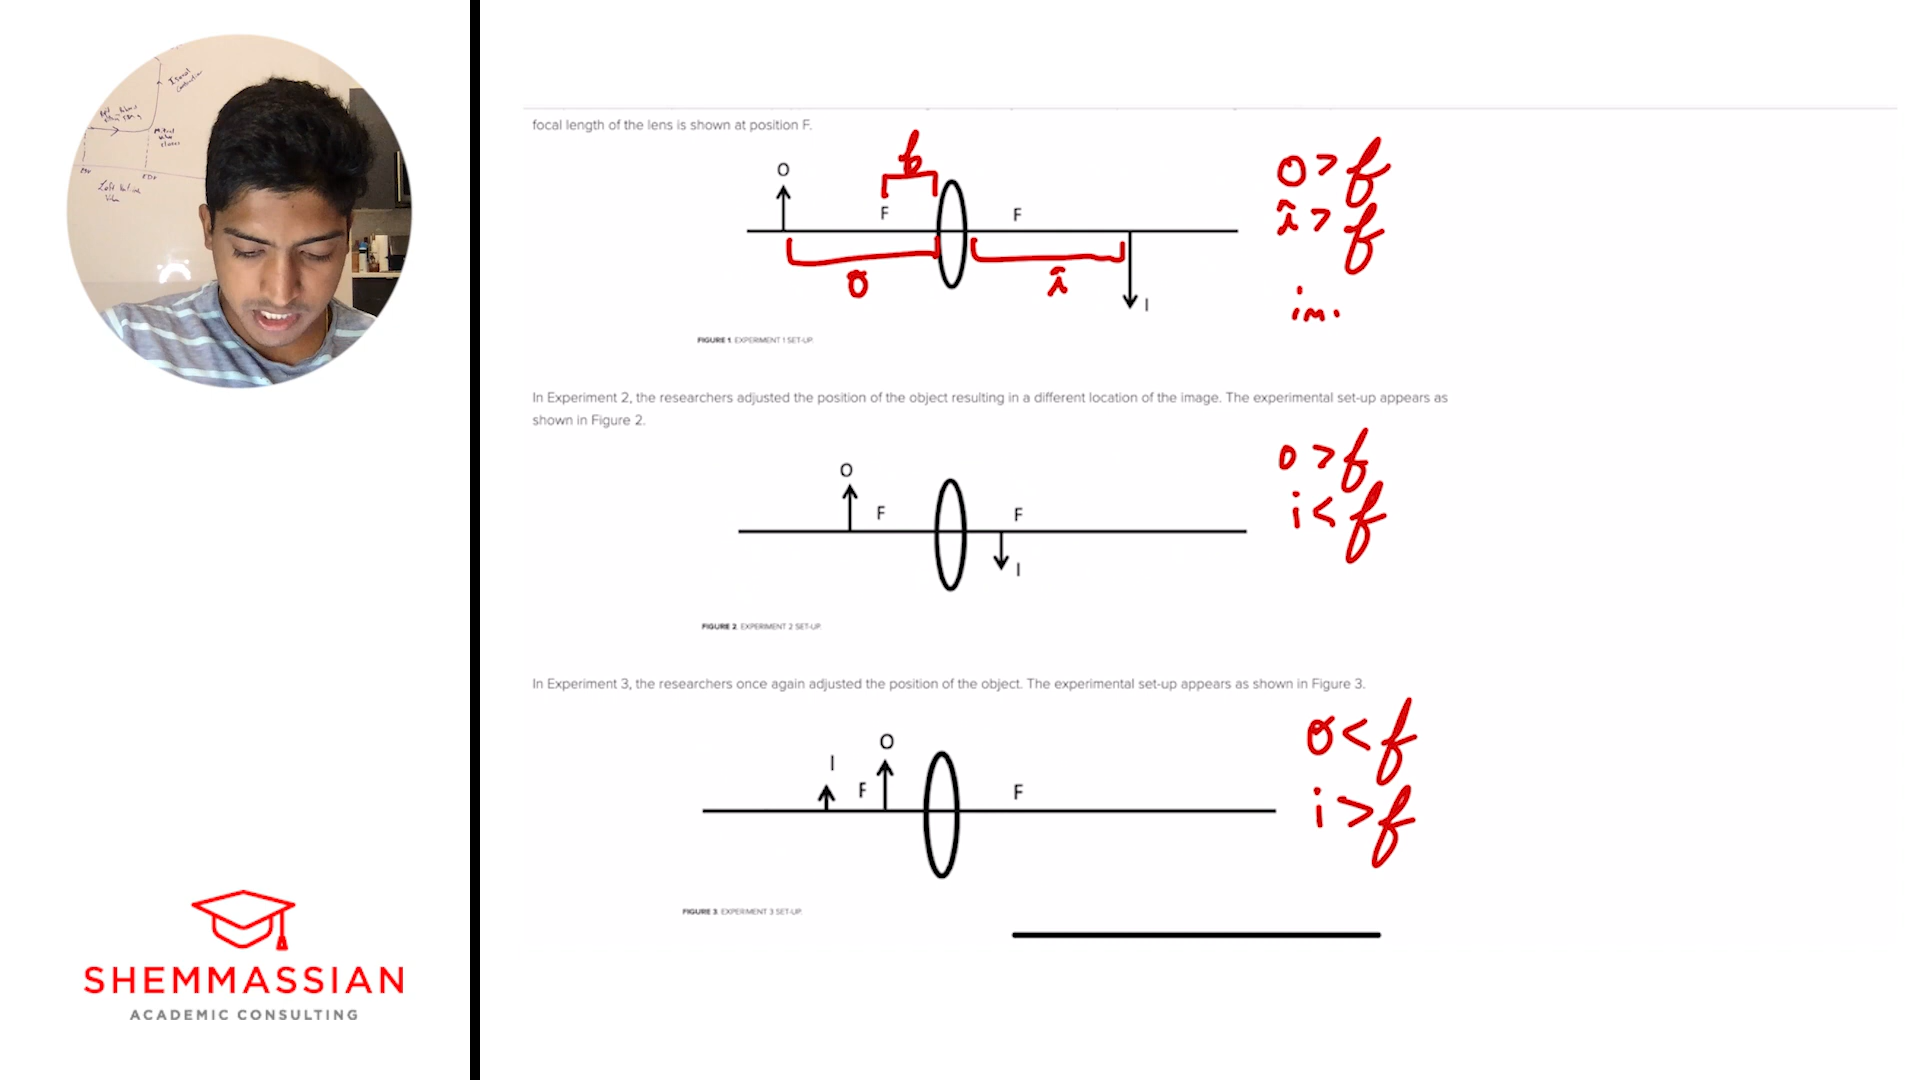 focal length of the lens is shown at position F.
f
O
F
F
o
i
I
o > f
i > f
im.
FIGURE 1. EXPERIMENT 1 SET-UP.
In Experiment 2, the researchers adjusted the position of the object resulting in a different location of the image. The experimental set-up appears as
shown in Figure 2.
O
F
F
I
o > f
i < f
FIGURE 2. EXPERIMENT 2 SET-UP.
In Experiment 3, the researchers once again adjusted the position of the object. The experimental set-up appears as shown in Figure 3.
O
I
F
F
o < f
i > f
FIGURE 3. EXPERIMENT 3 SET-UP.
Mitral
valve
closes
SHEMMASSIAN
ACADEMIC CONSULTING